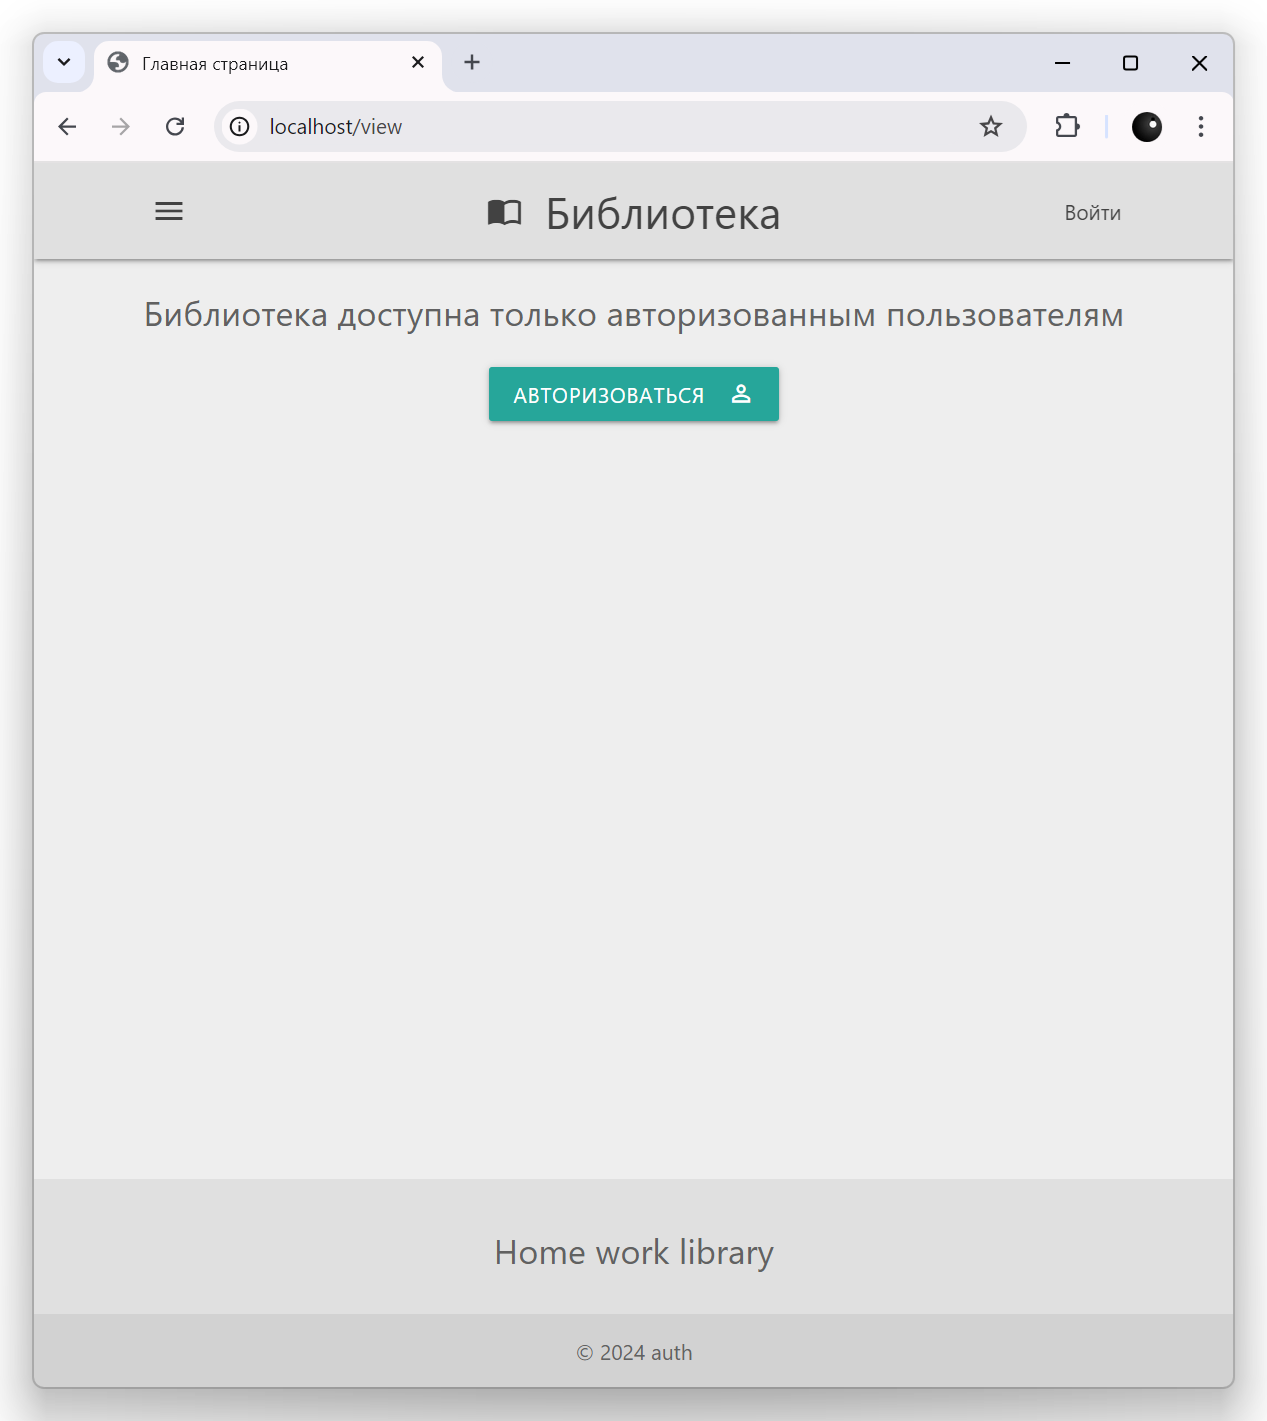 Главная страница
localhost/view
Библиотека
Войти
Библиотека доступна только авторизованным пользователям
АВТОРИЗОВАТЬСЯ
Home work library
© 2024 auth